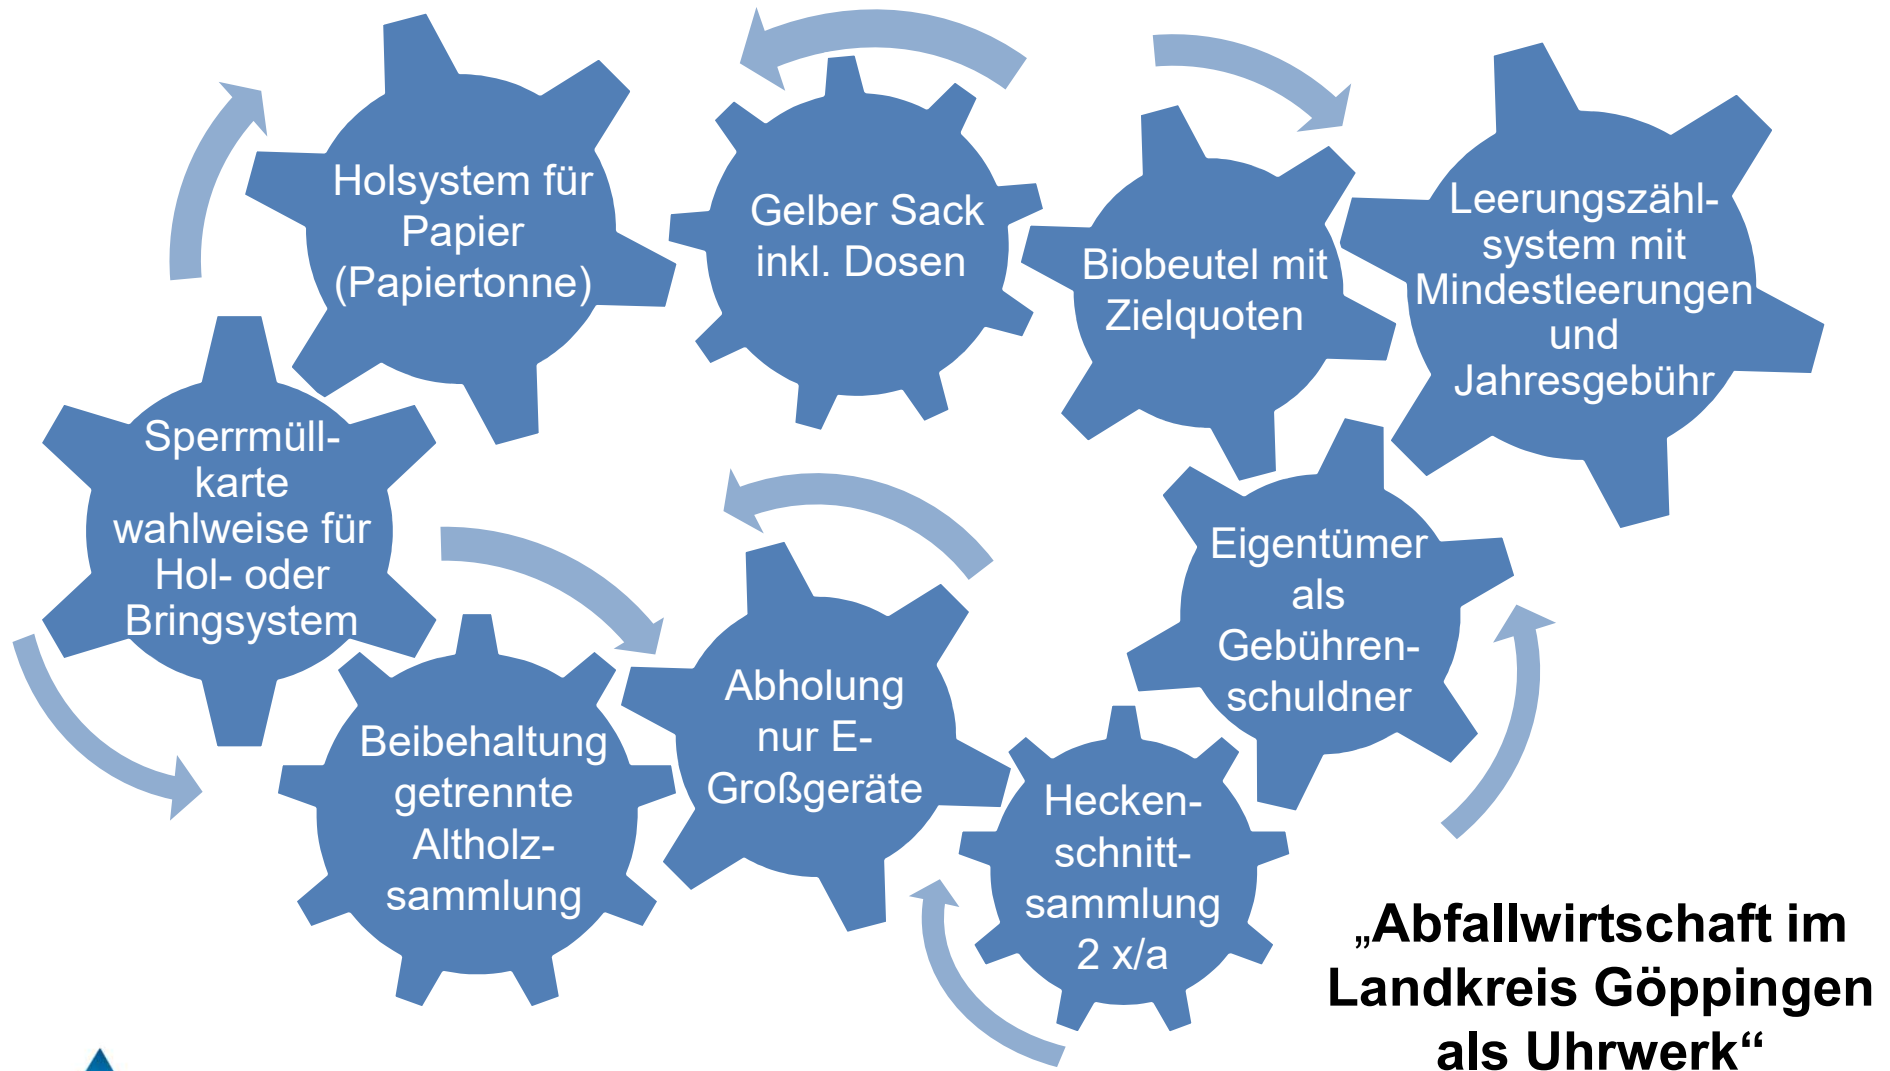 Holsystem für
Papier
(Papiertonne)
Gelber Sack
inkl. Dosen
Biobeutel mit
Zielquoten
Leerungszähl-
system mit
Mindestleerungen
und
Jahresgebühr
Sperrmüll-
karte
wahlweise für
Hol- oder
Bringsystem
Beibehaltung
getrennte
Altholz-
sammlung
Abholung
nur E-
Großgeräte
Hecken-
schnitt-
sammlung
2 x/a
Eigentümer
als
Gebühren-
schuldner
„Abfallwirtschaft im
Landkreis Göppingen
als Uhrwerk“